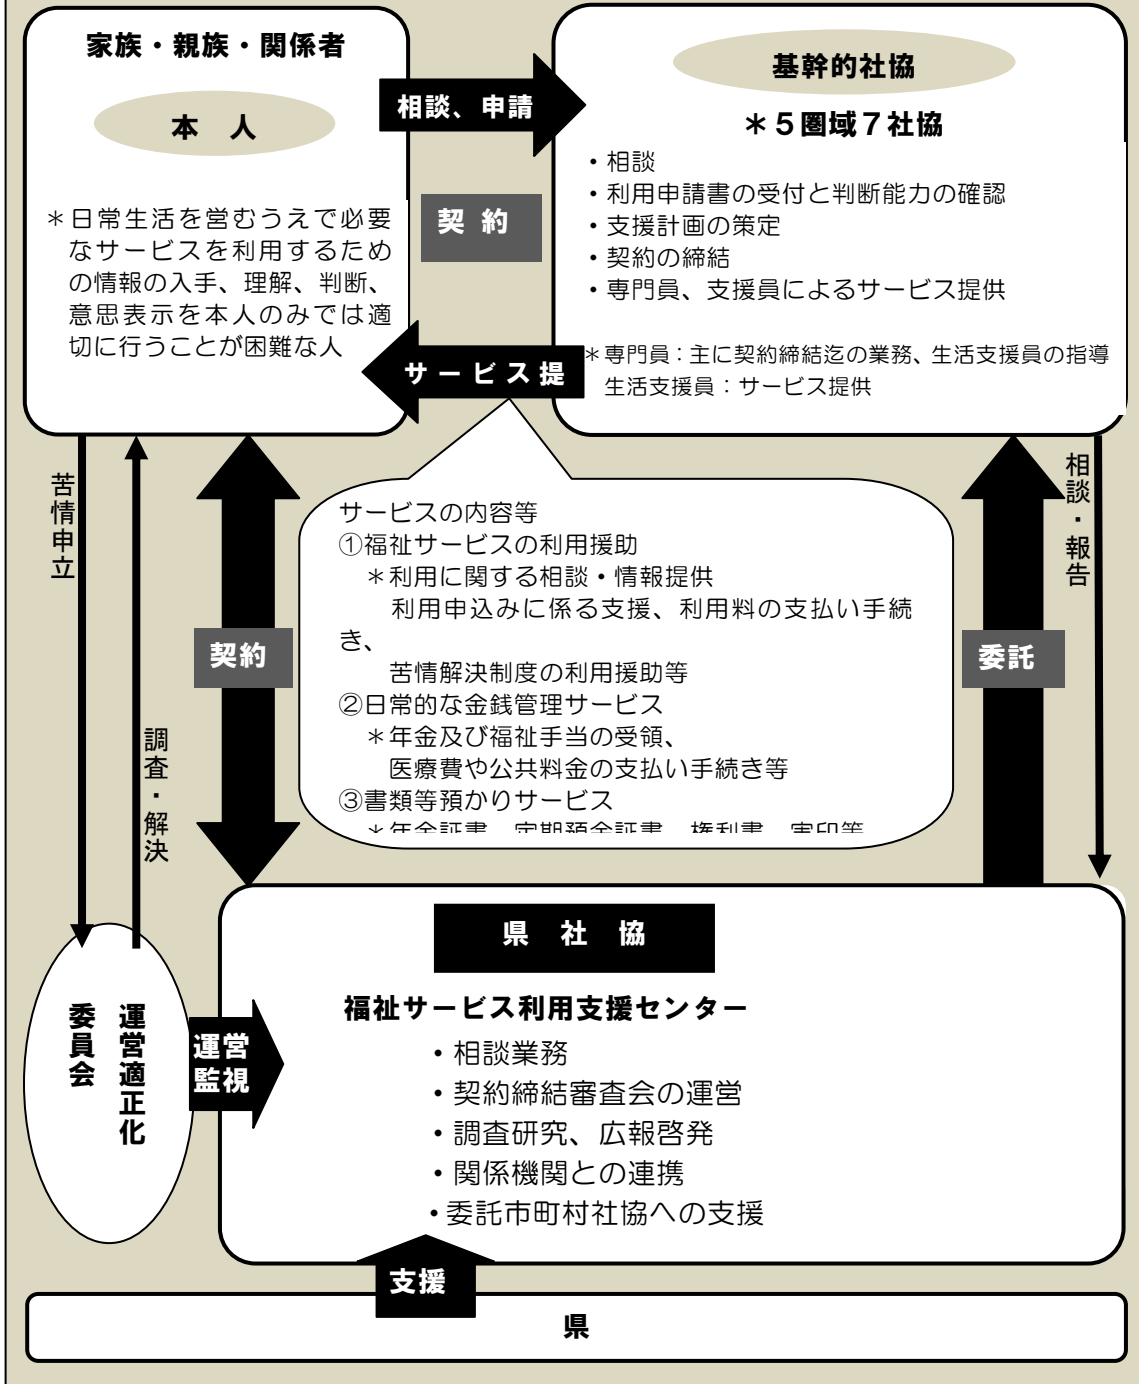 家族・親族・関係者
本　人
＊日常生活を営むうえで必要
なサービスを利用するため
の情報の入手、理解、判断、
意思表示を本人のみでは適
切に行うことが困難な人
相談、申請
契 約
サ ー ビ ス 提
基幹的社協
＊５圏域７社協
・相談
・利用申請書の受付と判断能力の確認
・支援計画の策定
・契約の締結
・専門員、支援員によるサービス提供
＊専門員：主に契約締結迄の業務、生活支援員の指導
生活支援員：サービス提供
苦情申立
調査・解決
契約
サービスの内容等
①福祉サービスの利用援助
＊利用に関する相談・情報提供
利用申込みに係る支援、利用料の支払い手続
き、
苦情解決制度の利用援助等
②日常的な金銭管理サービス
＊年金及び福祉手当の受領、
医療費や公共料金の支払い手続き等
③書類等預かりサービス
＊年金証書、定期預金証書、権利書、実印等
委託
相談・報告
運営適正化
委員会
運営
監視
県　社　協
福祉サービス利用支援センター
・相談業務
・契約締結審査会の運営
・調査研究、広報啓発
・関係機関との連携
・委託市町村社協への支援
支援
県